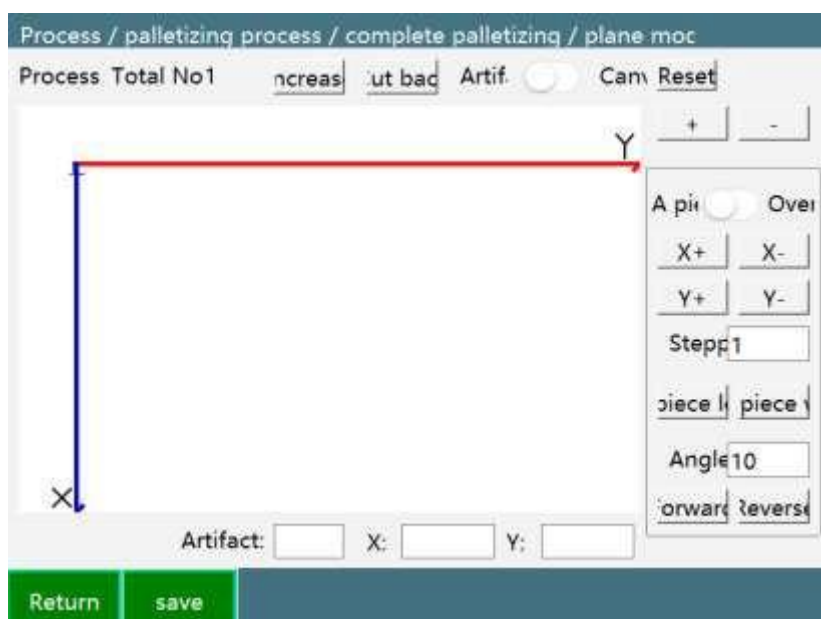 Process / palletizing process / complete palletizing / plane moc
Process Total No1 ncreas ut bac Artif. Can Reset
+ -
Y
A pi Over
X+ X-
Y+ Y-
Stepp 1
piece l piece
Angle 10
X
orward Reverse
Artifact: X: Y:
Return save